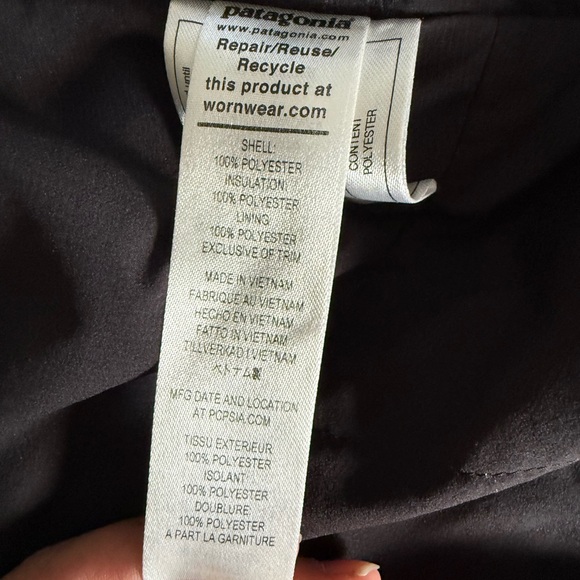 patagonia
www.patagonia.com
Repair/Reuse/
Recycle
this product at
wornwear.com
SHELL:
100% POLYESTER
INSULATION:
100% POLYESTER
LINING
100% POLYESTER
EXCLUSIVE OF TRIM
MADE IN VIETNAM
FABRIQUE AU VIETNAM
HECHO EN VIETNAM
FATTO IN VIETNAM
TILLVERKAD I VIETNAM
ベトナム製
MFG DATE AND LOCATION
AT PCPSIA.COM
TISSU EXTERIEUR
100% POLYESTER
ISOLANT
100% POLYESTER
DOUBLURE:
100% POLYESTER
A PART LA GARNITURE
until
CONTENT
POLYESTER